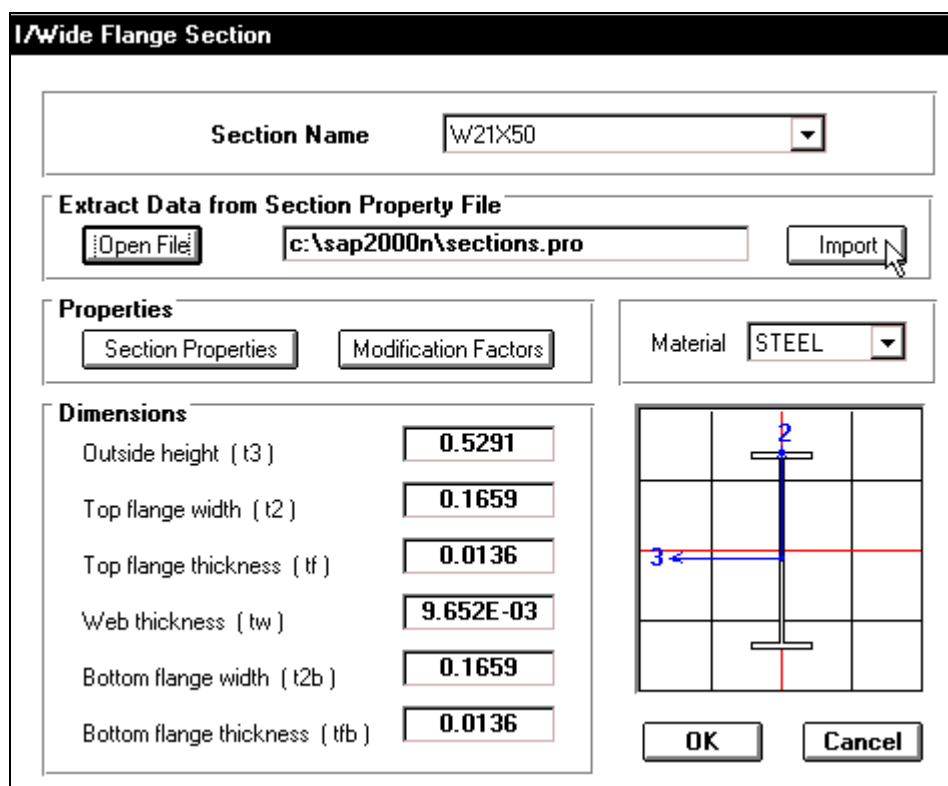 I/Wide Flange Section
Section Name W21X50
Extract Data from Section Property File
Open File c:\sap2000n\sections.pro Import
Properties
Section Properties Modification Factors
Material STEEL
Dimensions
Outside height ( t3 ) 0.5291
Top flange width ( t2 ) 0.1659
Top flange thickness ( tf ) 0.0136
Web thickness ( tw ) 9.652E-03
Bottom flange width ( t2b ) 0.1659
Bottom flange thickness ( tfb ) 0.0136
2
3
OK Cancel